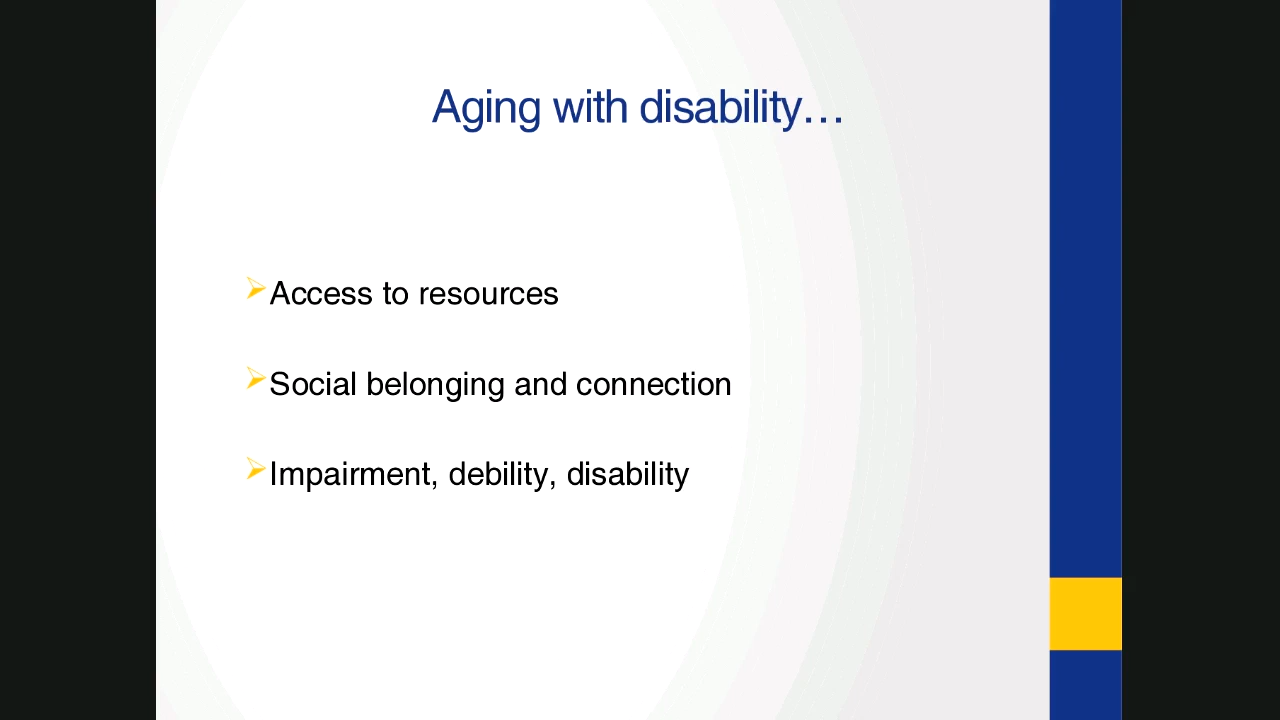 Aging with disability…
Access to resources
Social belonging and connection
Impairment, debility, disability